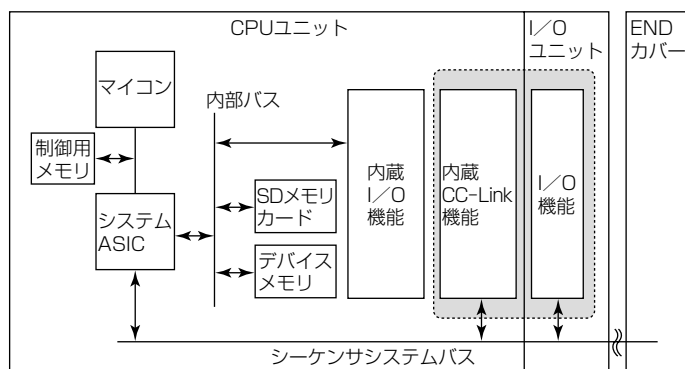 CPUユニット
I／O
ユニット
END
カバー
マイコン
内部バス
制御用
メモリ
システム
ASIC
SDメモリ
カード
デバイス
メモリ
内蔵
I／O
機能
内蔵
CC-Link
機能
I／O
機能
シーケンサシステムバス